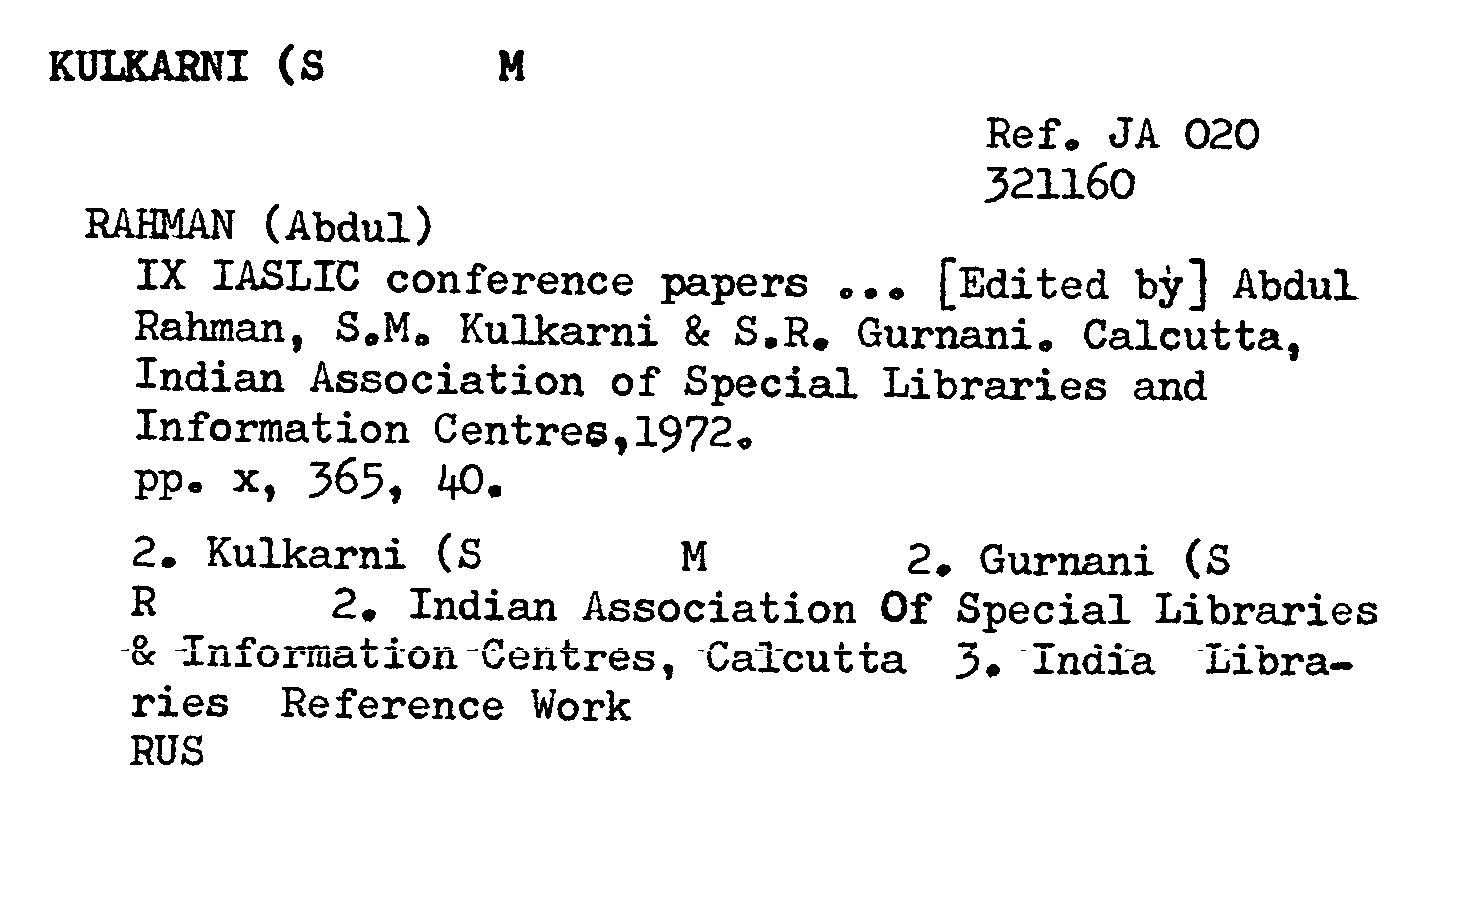 KULKARNI (S M
Ref. JA 020
321160
RAHMAN (Abdul)
IX IASLIC conference papers ... [Edited by] Abdul
Rahman, S.M. Kulkarni & S.R. Gurnani. Calcutta,
Indian Association of Special Libraries and
Information Centres,1972.
pp. x, 365, 40.
2. Kulkarni (S M 2. Gurnani (S
R 2. Indian Association Of Special Libraries
& Information Centres, Calcutta 3. India Libra-
ries Reference Work
RUS